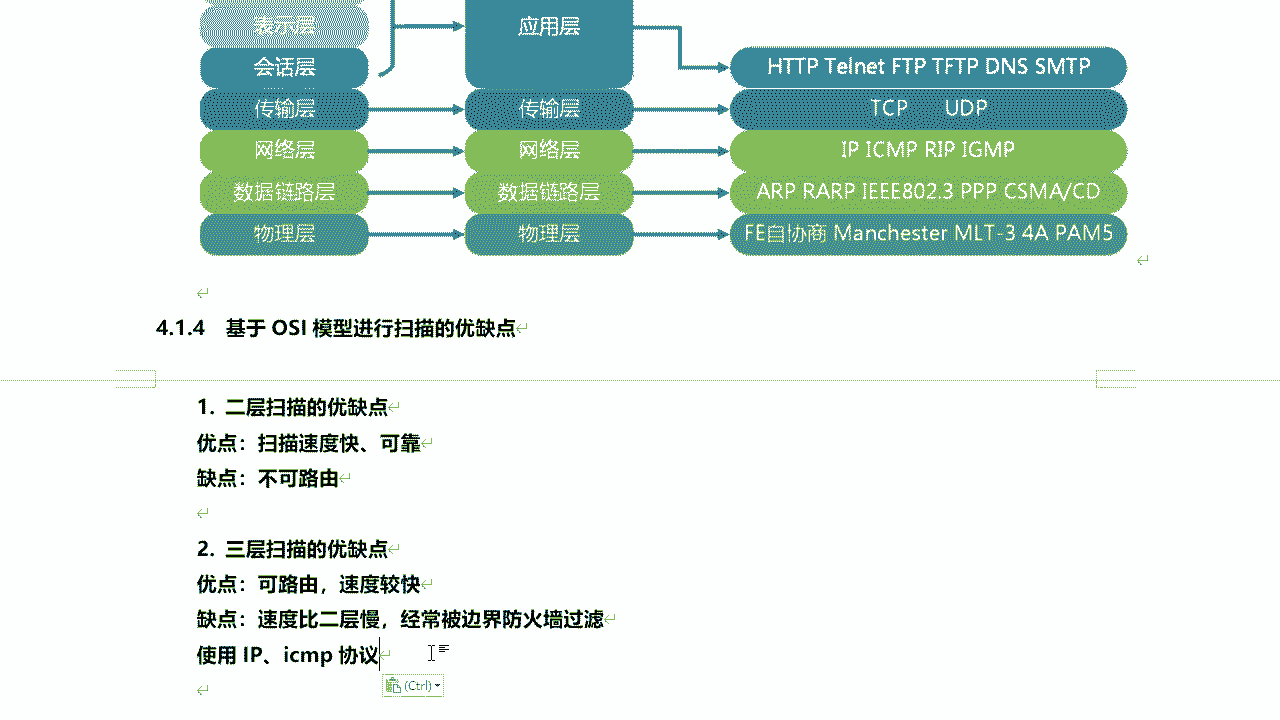 表示层 应用层
会话层 HTTP Telnet FTP TFTP DNS SMTP
传输层 传输层 TCP UDP
网络层 网络层 IP ICMP RIP IGMP
数据链路层 数据链路层 ARP RARP IEEE802.3 PPP CSMA/CD
物理层 物理层 FE自协商 Manchester MLT-3 4A PAM5
4.1.4 基于 OSI 模型进行扫描的优缺点
1. 二层扫描的优缺点
优点：扫描速度快、可靠
缺点：不可路由
2. 三层扫描的优缺点
优点：可路由，速度较快
缺点：速度比二层慢，经常被边界防火墙过滤
使用 IP、icmp 协议
(Ctrl)